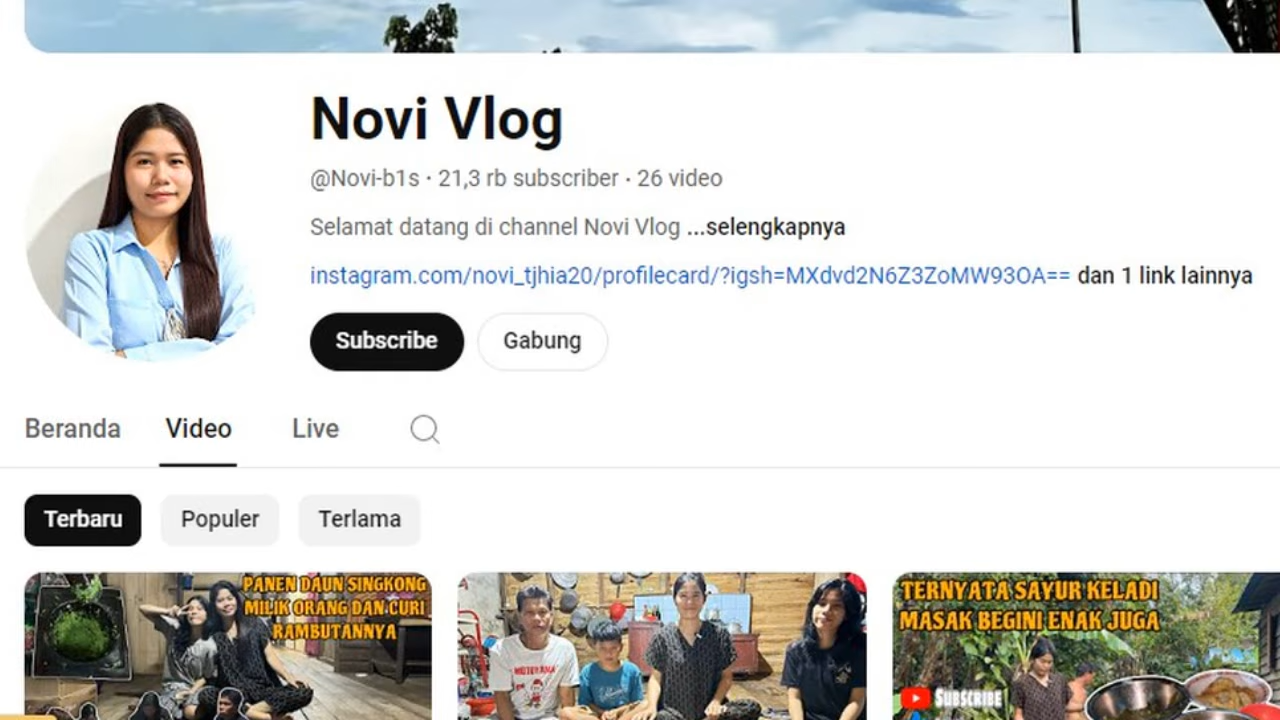 Novi Vlog
@Novi-b1s · 21,3 rb subscriber · 26 video
Selamat datang di channel Novi Vlog ...selengkapnya
instagram.com/novi_tjhia20/profilecard/?igsh=MXdvd2N6Z3ZoMW93OA== dan 1 link lainnya
Subscribe Gabung
Beranda Video Live
Terbaru Populer Terlama
PANEN DAUN SINGKONG
MILIK ORANG DAN CURI
RAMBUTANNYA
TERNYATA SAYUR KELADI
MASAK BEGINI ENAK JUGA
SUBSCRIBE